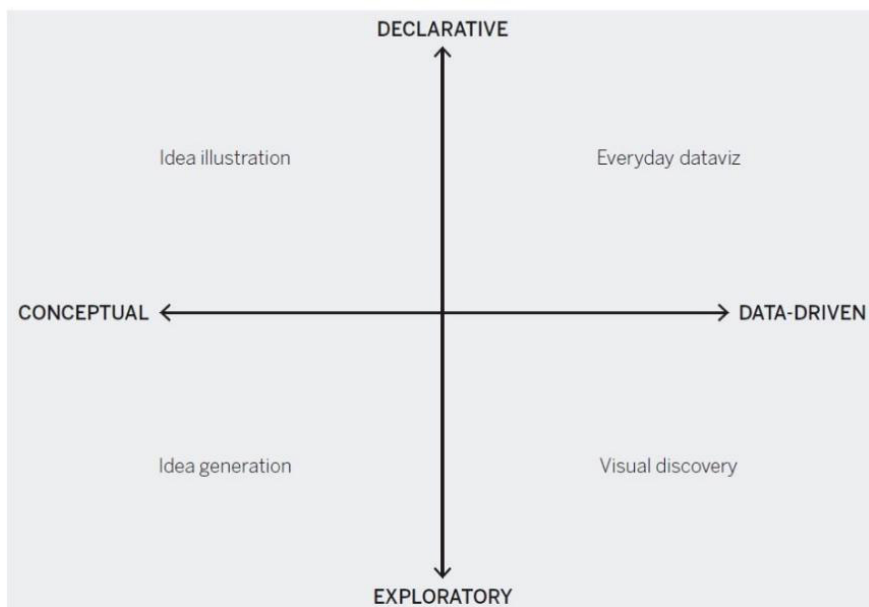 DECLARATIVE
Idea illustration
Everyday dataviz
CONCEPTUAL
DATA-DRIVEN
Idea generation
Visual discovery
EXPLORATORY